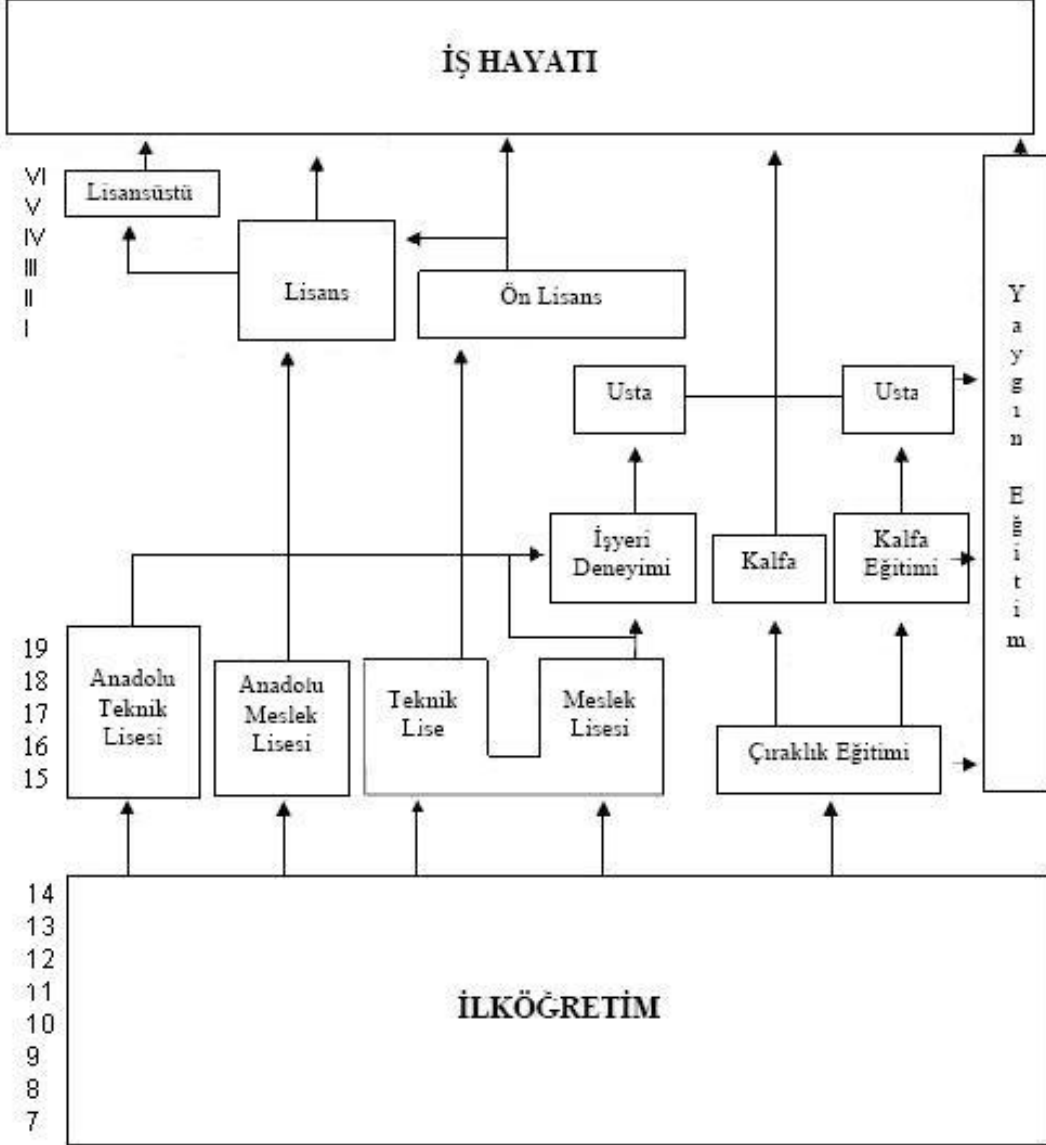 İŞ HAYATI
VI
V
IV
III
II
I
Lisansüstü
Lisans
Ön Lisans
Usta
Usta
Yaygın Eğitim
İşyeri
Deneyimi
Kalfa
Kalfa
Eğitimi
19
18
17
16
15
Anadolu
Teknik
Lisesi
Anadolu
Meslek
Lisesi
Teknik
Lise
Meslek
Lisesi
Çıraklık Eğitimi
14
13
12
11
10
9
8
7
İLKÖĞRETİM